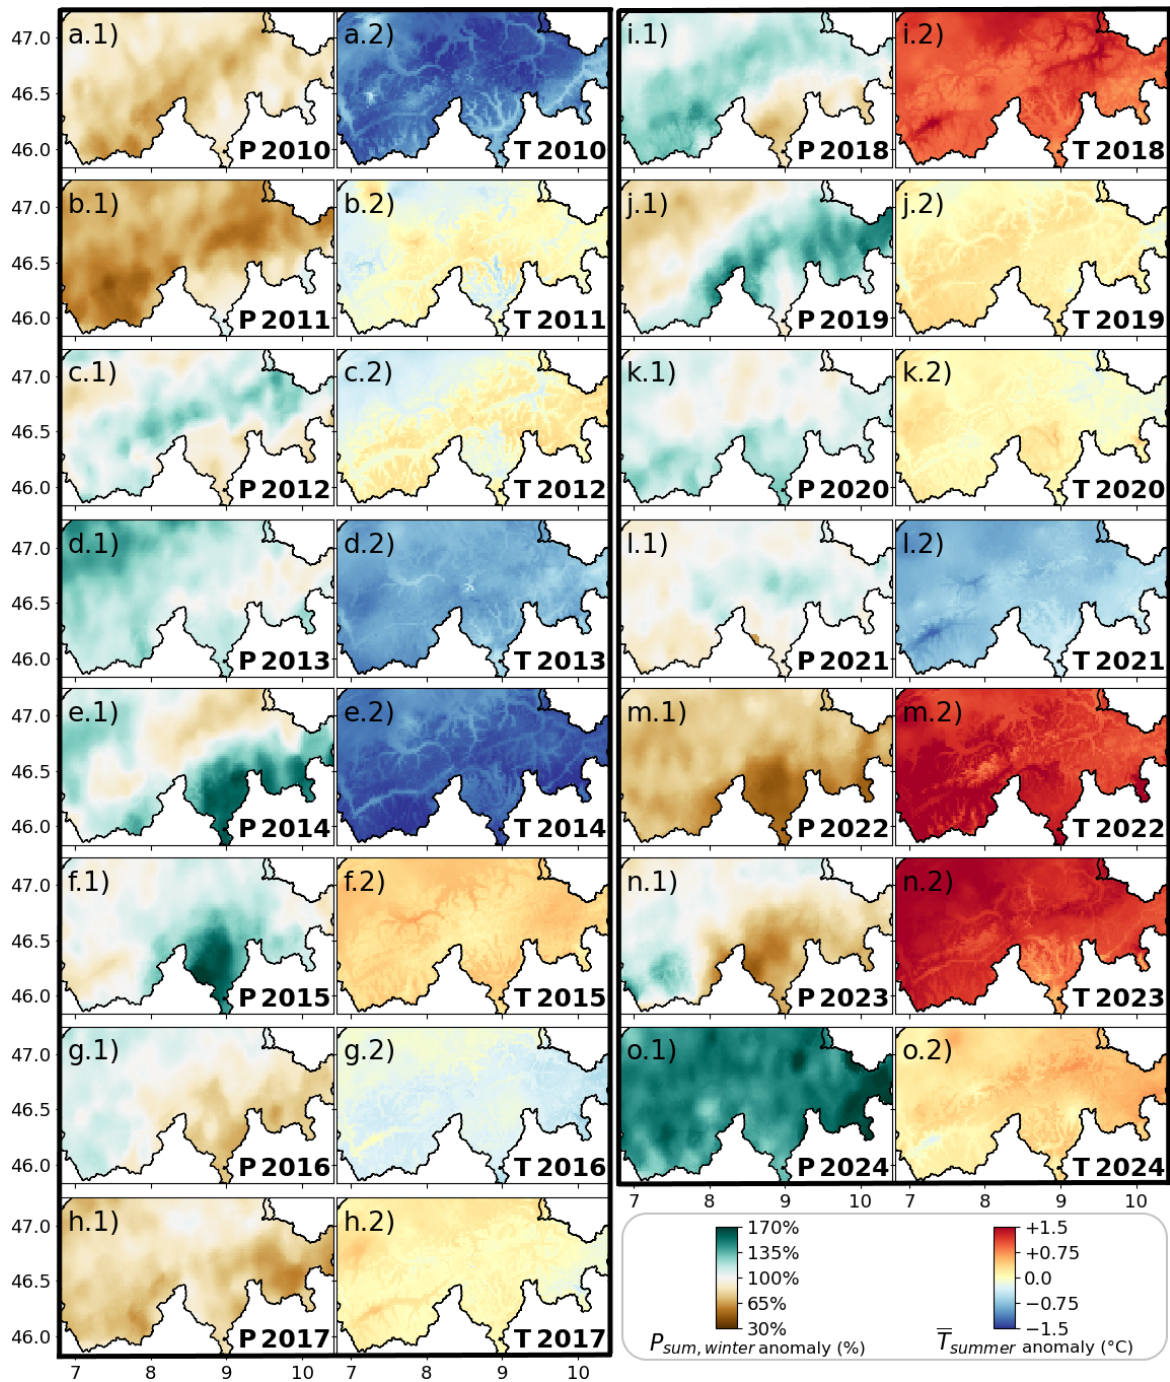 47.0 a.1) P 2010 a.2) T 2010 i.1) P 2018 i.2) T 2018
46.5
46.0
47.0 b.1) P 2011 b.2) T 2011 j.1) P 2019 j.2) T 2019
46.5
46.0
47.0 c.1) P 2012 c.2) T 2012 k.1) P 2020 k.2) T 2020
46.5
46.0
47.0 d.1) P 2013 d.2) T 2013 l.1) P 2021 l.2) T 2021
46.5
46.0
47.0 e.1) P 2014 e.2) T 2014 m.1) P 2022 m.2) T 2022
46.5
46.0
47.0 f.1) P 2015 f.2) T 2015 n.1) P 2023 n.2) T 2023
46.5
46.0
47.0 g.1) P 2016 g.2) T 2016 o.1) P 2024 o.2) T 2024
46.5
46.0
7 8 9 10 7 8 9 10
47.0 h.1) P 2017 h.2) T 2017
46.5
46.0
7 8 9 10 7 8 9 10
170% +1.5
135% +0.75
100% 0.0
65% −0.75
30% −1.5
P sum, winter anomaly (%) T̅ summer anomaly (°C)